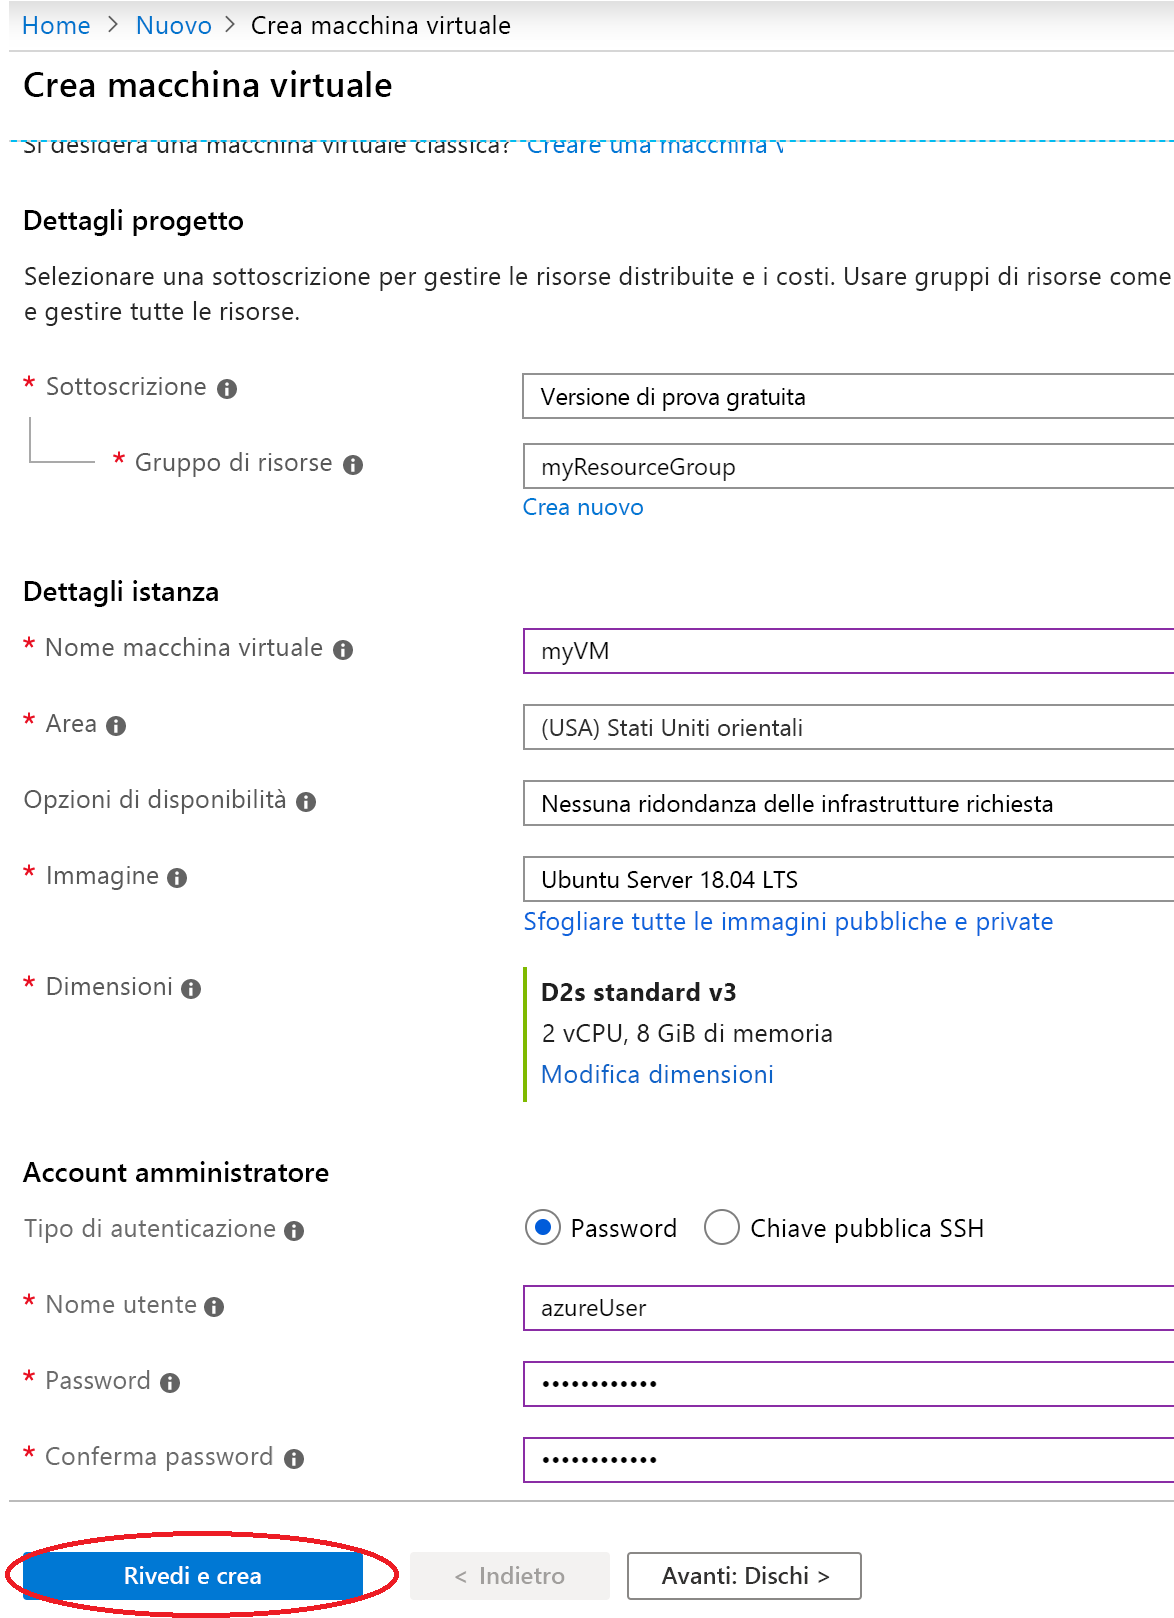 Home > Nuovo > Crea macchina virtuale
Crea macchina virtuale
Si desidera una macchina virtuale classica? Creare una macchina
Dettagli progetto
Selezionare una sottoscrizione per gestire le risorse distribuite e i costi. Usare gruppi di risorse come
e gestire tutte le risorse.
* Sottoscrizione
Versione di prova gratuita
* Gruppo di risorse
myResourceGroup
Crea nuovo
Dettagli istanza
* Nome macchina virtuale
myVM
* Area
(USA) Stati Uniti orientali
Opzioni di disponibilità
Nessuna ridondanza delle infrastrutture richiesta
* Immagine
Ubuntu Server 18.04 LTS
Sfogliare tutte le immagini pubbliche e private
* Dimensioni
D2s standard v3
2 vCPU, 8 GiB di memoria
Modifica dimensioni
Account amministratore
Tipo di autenticazione
Password
Chiave pubblica SSH
* Nome utente
azureUser
* Password
••••••••••••
* Conferma password
••••••••••••
Rivedi e crea
< Indietro
Avanti: Dischi >